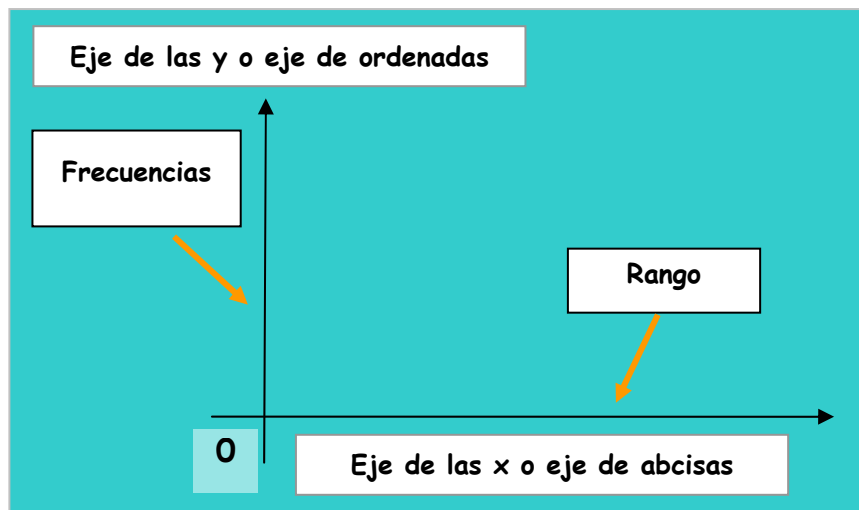 Eje de las y o eje de ordenadas
Frecuencias
Rango
0
Eje de las x o eje de abcisas